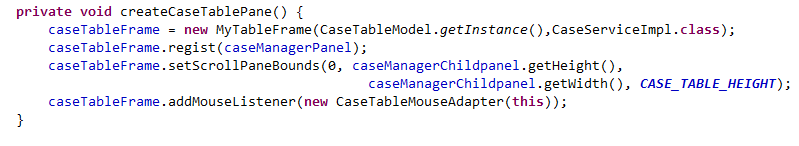 private void createCaseTablePane() {
caseTableFrame = new MyTableFrame(CaseTableModel.getInstance(),CaseServiceImpl.class);
caseTableFrame.regist(caseManagerPanel);
caseTableFrame.setScrollPaneBounds(0, caseManagerChildpanel.getHeight(),
caseManagerChildpanel.getWidth(), CASE_TABLE_HEIGHT);
caseTableFrame.addMouseListener(new CaseTableMouseAdapter(this));
}